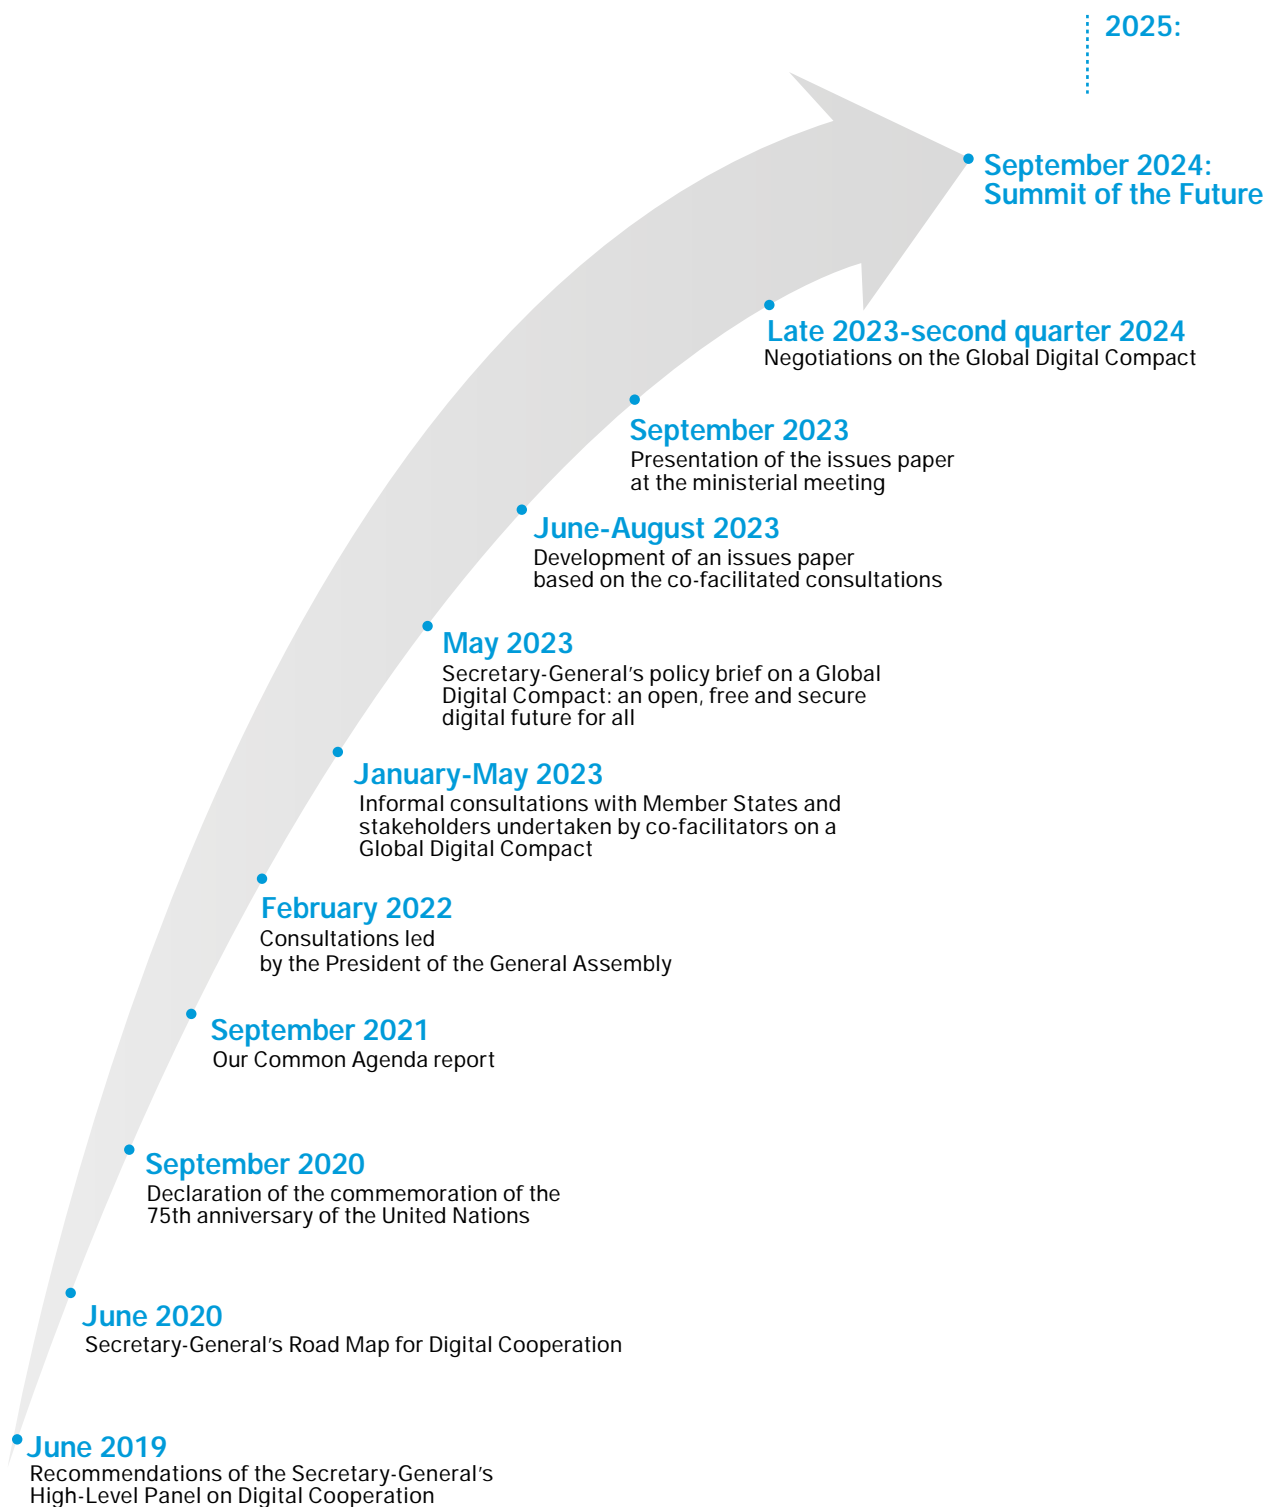 2025:
September 2024:
Summit of the Future
Late 2023-second quarter 2024
Negotiations on the Global Digital Compact
September 2023
Presentation of the issues paper
at the ministerial meeting
June-August 2023
Development of an issues paper
based on the co-facilitated consultations
May 2023
Secretary-General's policy brief on a Global
Digital Compact: an open, free and secure
digital future for all
January-May 2023
Informal consultations with Member States and
stakeholders undertaken by co-facilitators on a
Global Digital Compact
February 2022
Consultations led
by the President of the General Assembly
September 2021
Our Common Agenda report
September 2020
Declaration of the commemoration of the
75th anniversary of the United Nations
June 2020
Secretary-General's Road Map for Digital Cooperation
June 2019
Recommendations of the Secretary-General's
High-Level Panel on Digital Cooperation